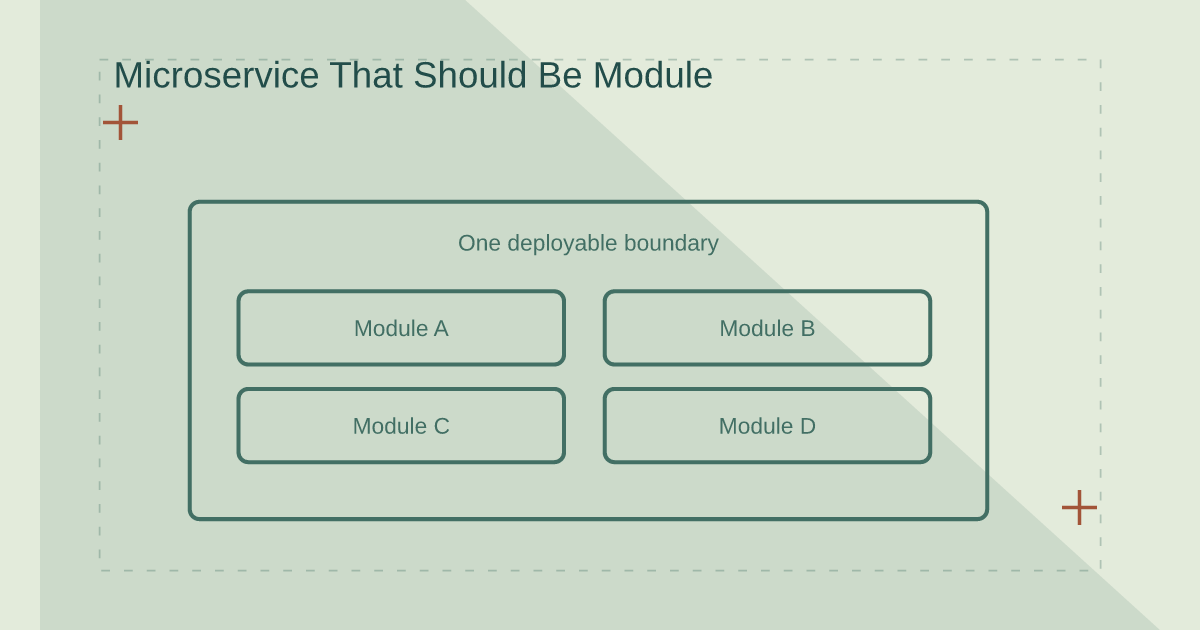 Microservice That Should Be Module
One deployable boundary
Module A
Module B
Module C
Module D